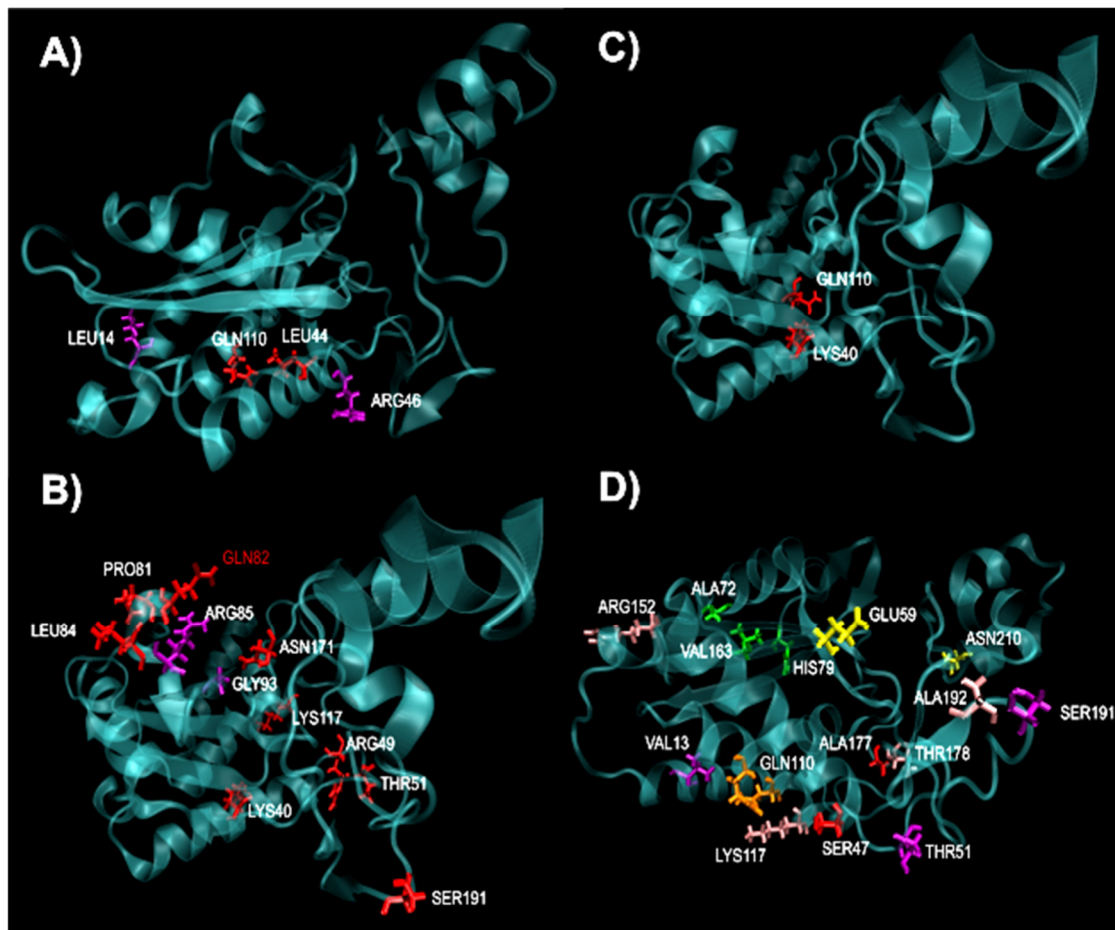 A)
LEU14
GLN110
LEU44
ARG46
C)
GLN110
LYS40
B)
PRO81
GLN82
LEU84
ARG85
ASN171
GLY93
LYS117
ARG49
THR51
LYS40
SER191
D)
ARG152
ALA72
VAL163
HIS79
GLU59
ASN210
ALA192
SER191
VAL13
GLN110
ALA177
THR178
LYS117
SER47
THR51